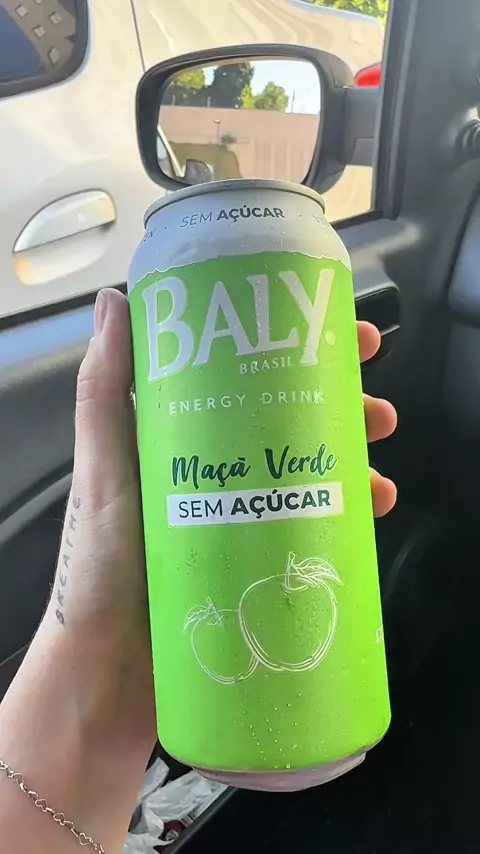 SEM AÇÚCAR
BALY
BRASIL
ENERGY DRINK
Maçã Verde
SEM AÇÚCAR
BREATHE